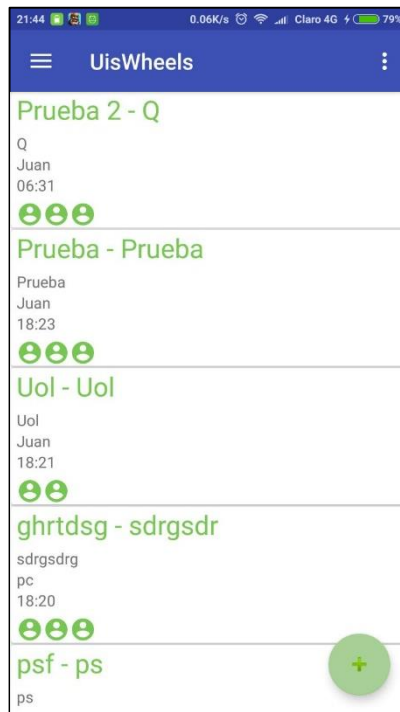 21:44 0.06K/s Claro 4G 79%
UisWheels
Prueba 2 - Q
Q
Juan
06:31
Prueba - Prueba
Prueba
Juan
18:23
Uol - Uol
Uol
Juan
18:21
ghrtdsg - sdrgsdr
sdrgsdrg
pc
18:20
psf - ps
ps